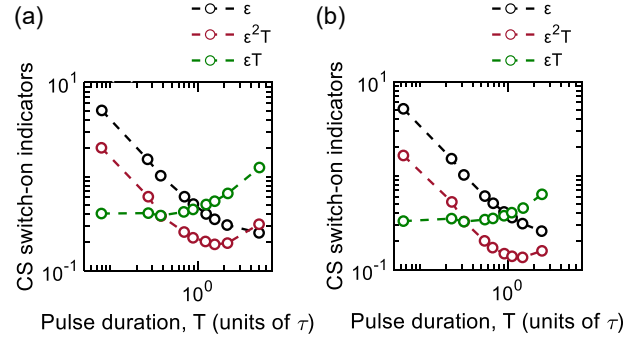 (a)
ε
ε²T
εT
CS switch-on indicators
10¹
10⁻¹
10⁰
Pulse duration, T (units of τ)
(b)
ε
ε²T
εT
CS switch-on indicators
10¹
10⁻¹
10⁰
Pulse duration, T (units of τ)